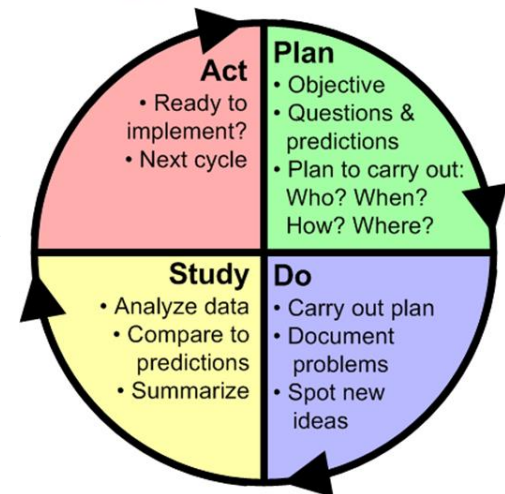 Act
• Ready to
implement?
• Next cycle
Plan
• Objective
• Questions &
predictions
• Plan to carry out:
Who? When?
How? Where?
Study
• Analyze data
• Compare to
predictions
• Summarize
Do
• Carry out plan
• Document
problems
• Spot new
ideas